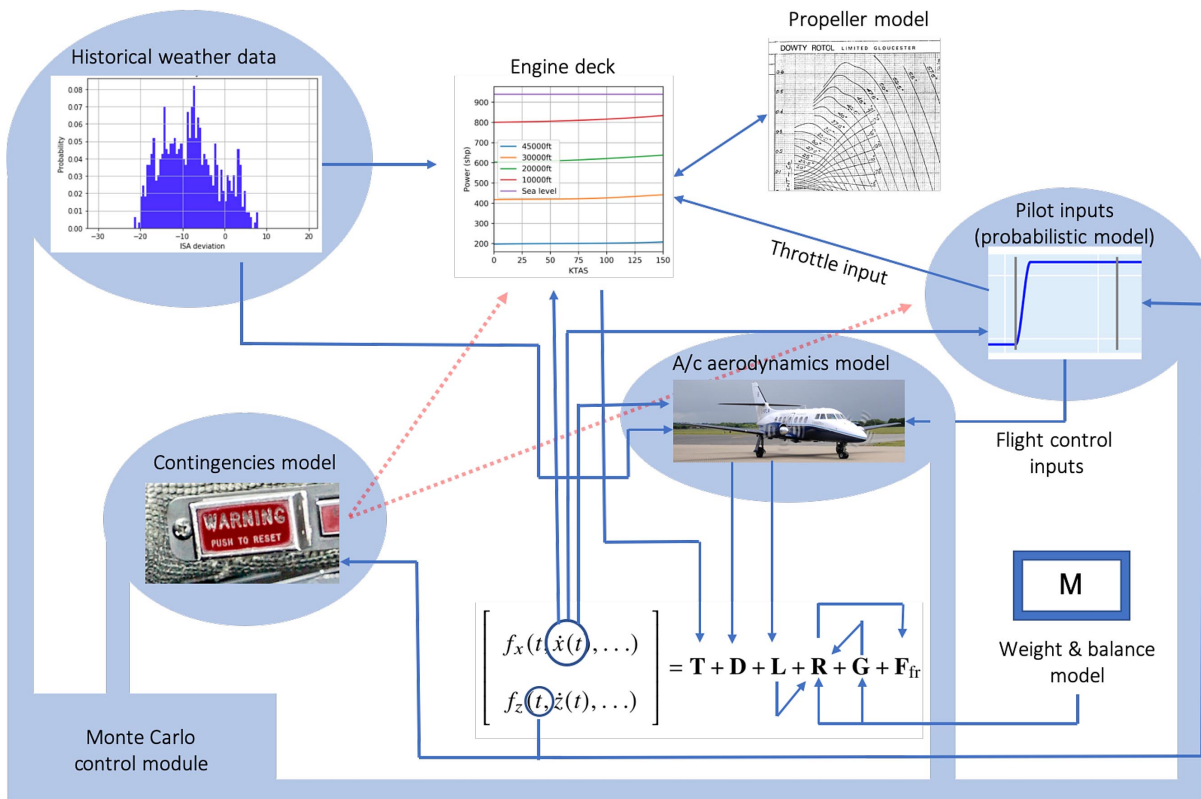 Historical weather data
0.08
0.07
0.06
0.05
0.04
0.03
0.02
0.01
0.00
Probability
−30
−20
−10
0
10
20
ISA deviation
Engine deck
900
800
700
600
500
400
300
200
Power (shp)
45000ft
30000ft
20000ft
10000ft
Sea level
0
25
50
75
100
125
150
KTAS
Propeller model
DOWTY ROTOL LIMITED GLOUCESTER
Pilot inputs
(probabilistic model)
Throttle input
A/c aerodynamics model
Flight control
inputs
Contingencies model
WARNING
PUSH TO RESET
M
Weight & balance
model
f_x(t, ẋ(t), . . .)
= T + D + L + R + G + F_fr
f_z(t, ż(t), . . .)
Monte Carlo
control module